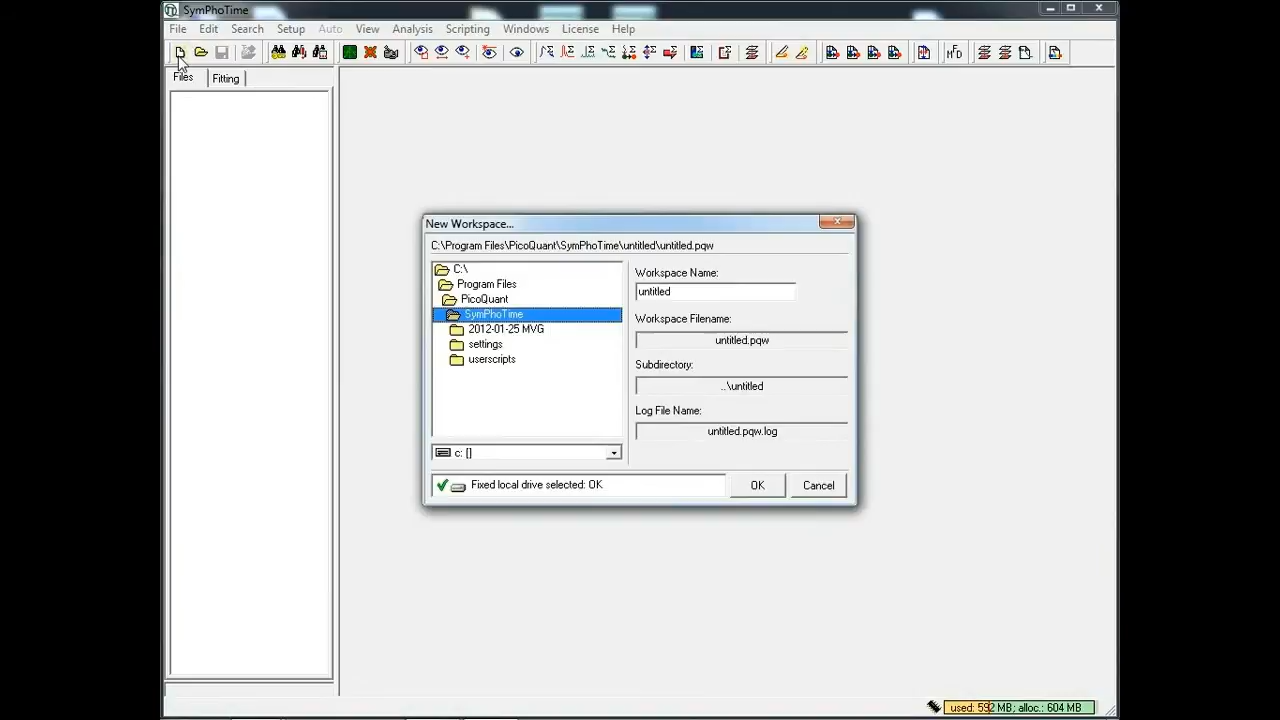 SymPhoTime
File Edit Search Setup Auto View Analysis Scripting Windows License Help
Files Fitting
New Workspace...
C:\Program Files\PicoQuant\SymPhoTime\untitled\untitled.pqw
C:\
Program Files
PicoQuant
SymPhoTime
2012-01-25 MVG
settings
userscripts
c: []
Workspace Name:
untitled
Workspace Filename:
untitled.pqw
Subdirectory:
..\untitled
Log File Name:
untitled.pqw.log
Fixed local drive selected: OK
OK Cancel
used: 592 MB; alloc.: 604 MB